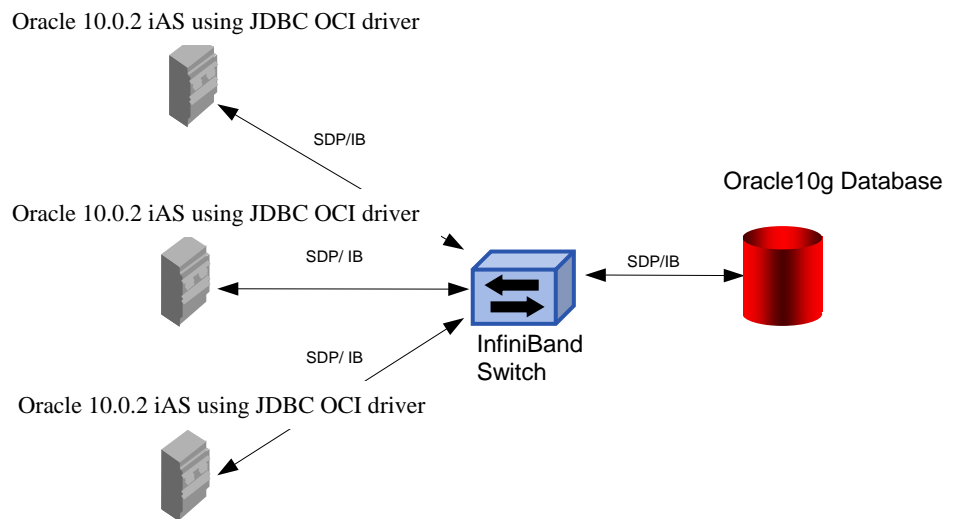 Oracle 10.0.2 iAS using JDBC OCI driver
SDP/IB
Oracle10g Database
Oracle 10.0.2 iAS using JDBC OCI driver
SDP/ IB
SDP/IB
InfiniBand
Switch
SDP/ IB
Oracle 10.0.2 iAS using JDBC OCI driver